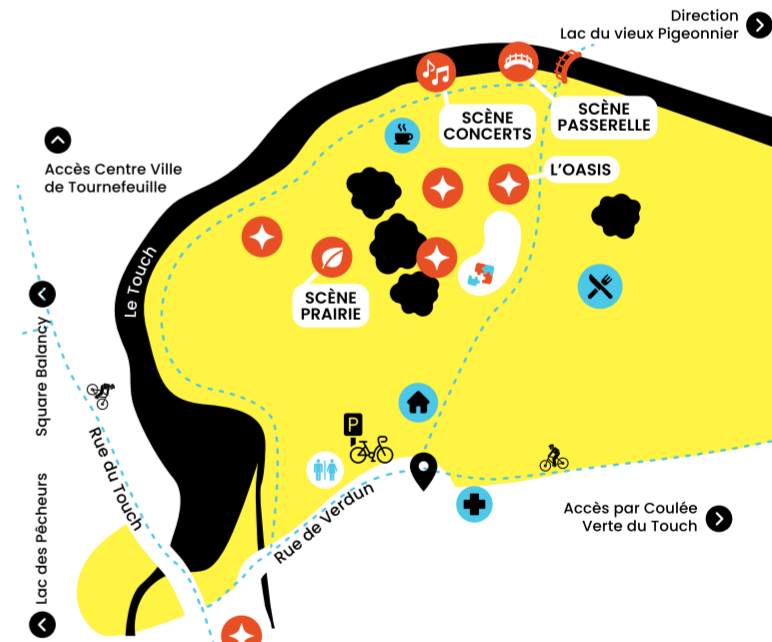 Direction
Lac du vieux Pigeonnier
SCÈNE
CONCERTS
SCÈNE
PASSERELLE
L'OASIS
Accès Centre Ville
de Tournefeuille
Le Touch
SCÈNE
PRAIRIE
Square Balancy
Rue du Touch
P
Rue de Verdun
Accès par Coulée
Verte du Touch
Lac des Pêcheurs